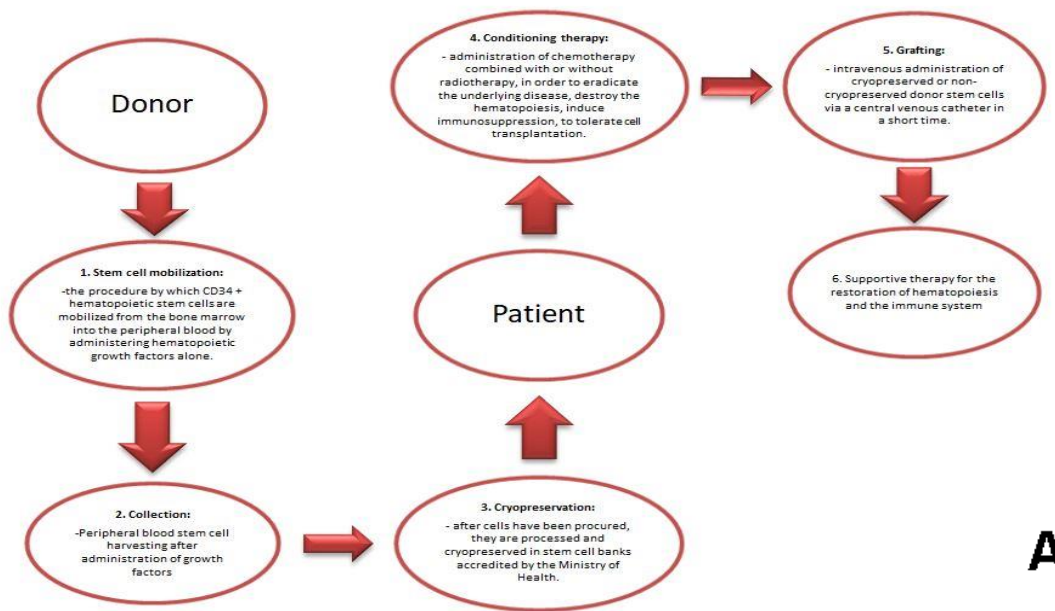 Donor
1. Stem cell mobilization:
-the procedure by which CD34 +
hematopoietic stem cells are
mobilized from the bone marrow
into the peripheral blood by
administering hematopoietic
growth factors alone.
2. Collection:
-Peripheral blood stem cell
harvesting after
administration of growth
factors
3. Cryopreservation:
- after cells have been procured,
they are processed and
cryopreserved in stem cell banks
accredited by the Ministry of
Health.
Patient
4. Conditioning therapy:
- administration of chemotherapy
combined with or without
radiotherapy, in order to eradicate
the underlying disease, destroy the
hematopoiesis, induce
immunosuppression, to tolerate cell
transplantation.
5. Grafting:
- intravenous administration of
cryopreserved or non-
cryopreserved donor stem cells
via a central venous catheter in
a short time.
6. Supportive therapy for the
restoration of hematopoiesis
and the immune system
A